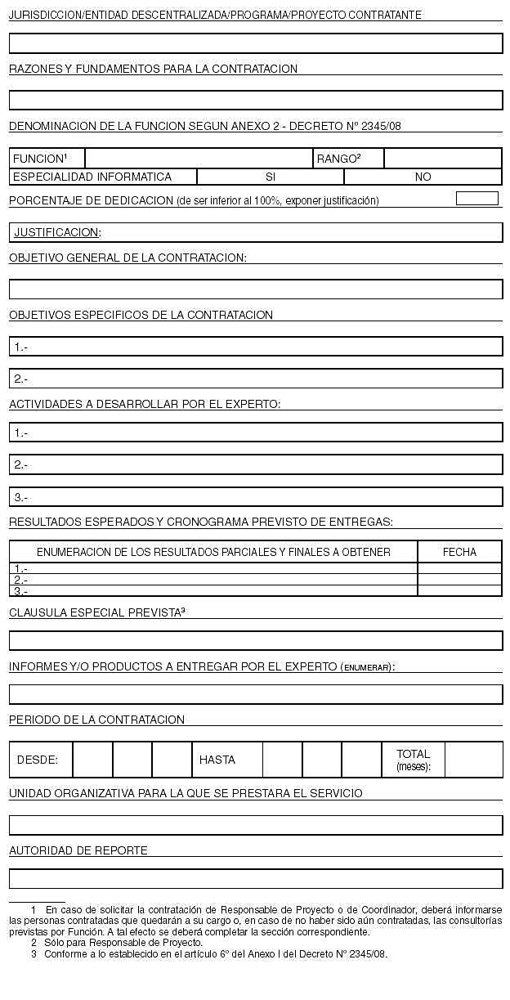 JURISDICCION/ENTIDAD DESCENTRALIZADA/PROGRAMA/PROYECTO CONTRATANTE
RAZONES Y FUNDAMENTOS PARA LA CONTRATACION
DENOMINACION DE LA FUNCION SEGUN ANEXO 2 - DECRETO Nº 2345/08
FUNCION¹ RANGO²
ESPECIALIDAD INFORMATICA SI NO
PORCENTAJE DE DEDICACION (de ser inferior al 100%, exponer justificación)
JUSTIFICACION:
OBJETIVO GENERAL DE LA CONTRATACION:
OBJETIVOS ESPECIFICOS DE LA CONTRATACION
1.-
2.-
ACTIVIDADES A DESARROLLAR POR EL EXPERTO:
1.-
2.-
3.-
RESULTADOS ESPERADOS Y CRONOGRAMA PREVISTO DE ENTREGAS:
ENUMERACION DE LOS RESULTADOS PARCIALES Y FINALES A OBTENER FECHA
1.-
2.-
3.-
CLAUSULA ESPECIAL PREVISTA³
INFORMES Y/O PRODUCTOS A ENTREGAR POR EL EXPERTO (ENUMERAR):
PERIODO DE LA CONTRATACION
DESDE: HASTA TOTAL
(meses):
UNIDAD ORGANIZATIVA PARA LA QUE SE PRESTARA EL SERVICIO
AUTORIDAD DE REPORTE
1 En caso de solicitar la contratación de Responsable de Proyecto o de Coordinador, deberá informarse
las personas contratadas que quedarán a su cargo o, en caso de no haber sido aún contratadas, las consultorías
previstas por Función. A tal efecto se deberá completar la sección correspondiente.
2 Sólo para Responsable de Proyecto.
3 Conforme a lo establecido en el artículo 6º del Anexo I del Decreto Nº 2345/08.